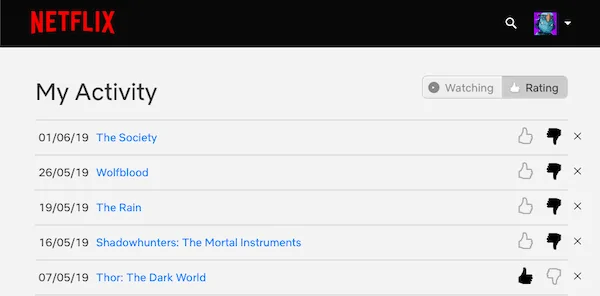 NETFLIX
My Activity
Watching
Rating
01/06/19 The Society
26/05/19 Wolfblood
19/05/19 The Rain
16/05/19 Shadowhunters: The Mortal Instruments
07/05/19 Thor: The Dark World